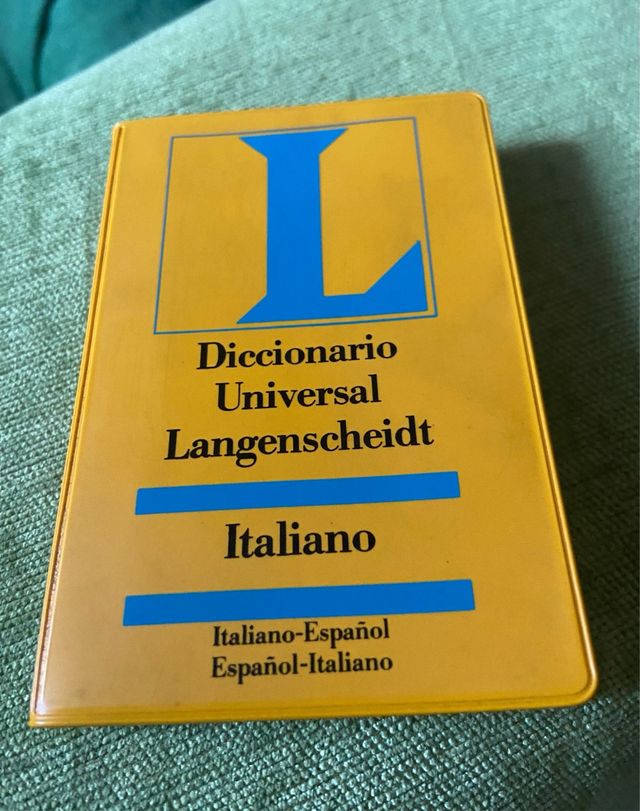 L
Diccionario
Universal
Langenscheidt
Italiano
Italiano-Español
Español-Italiano